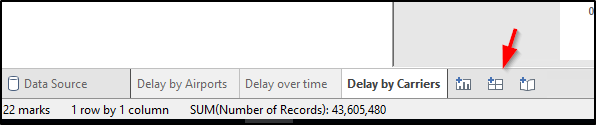 Data Source Delay by Airports Delay over time Delay by Carriers
22 marks 1 row by 1 column SUM(Number of Records): 43,605,480